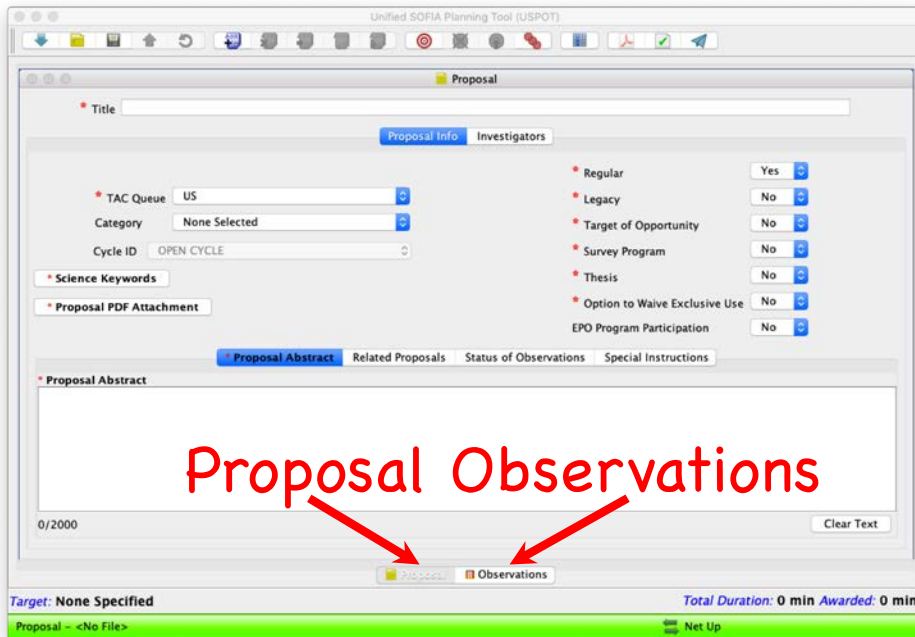 Unified SOFIA Planning Tool (USPOT)
Proposal
* Title
Proposal Info Investigators
* TAC Queue US
Category None Selected
Cycle ID OPEN CYCLE
* Science Keywords
* Proposal PDF Attachment
* Regular Yes
* Legacy No
* Target of Opportunity No
* Survey Program No
* Thesis No
* Option to Waive Exclusive Use No
EPO Program Participation No
* Proposal Abstract Related Proposals Status of Observations Special Instructions
* Proposal Abstract
Proposal Observations
0/2000 Clear Text
Proposal Observations
Target: None Specified Total Duration: 0 min Awarded: 0 min
Proposal - <No File> Net Up